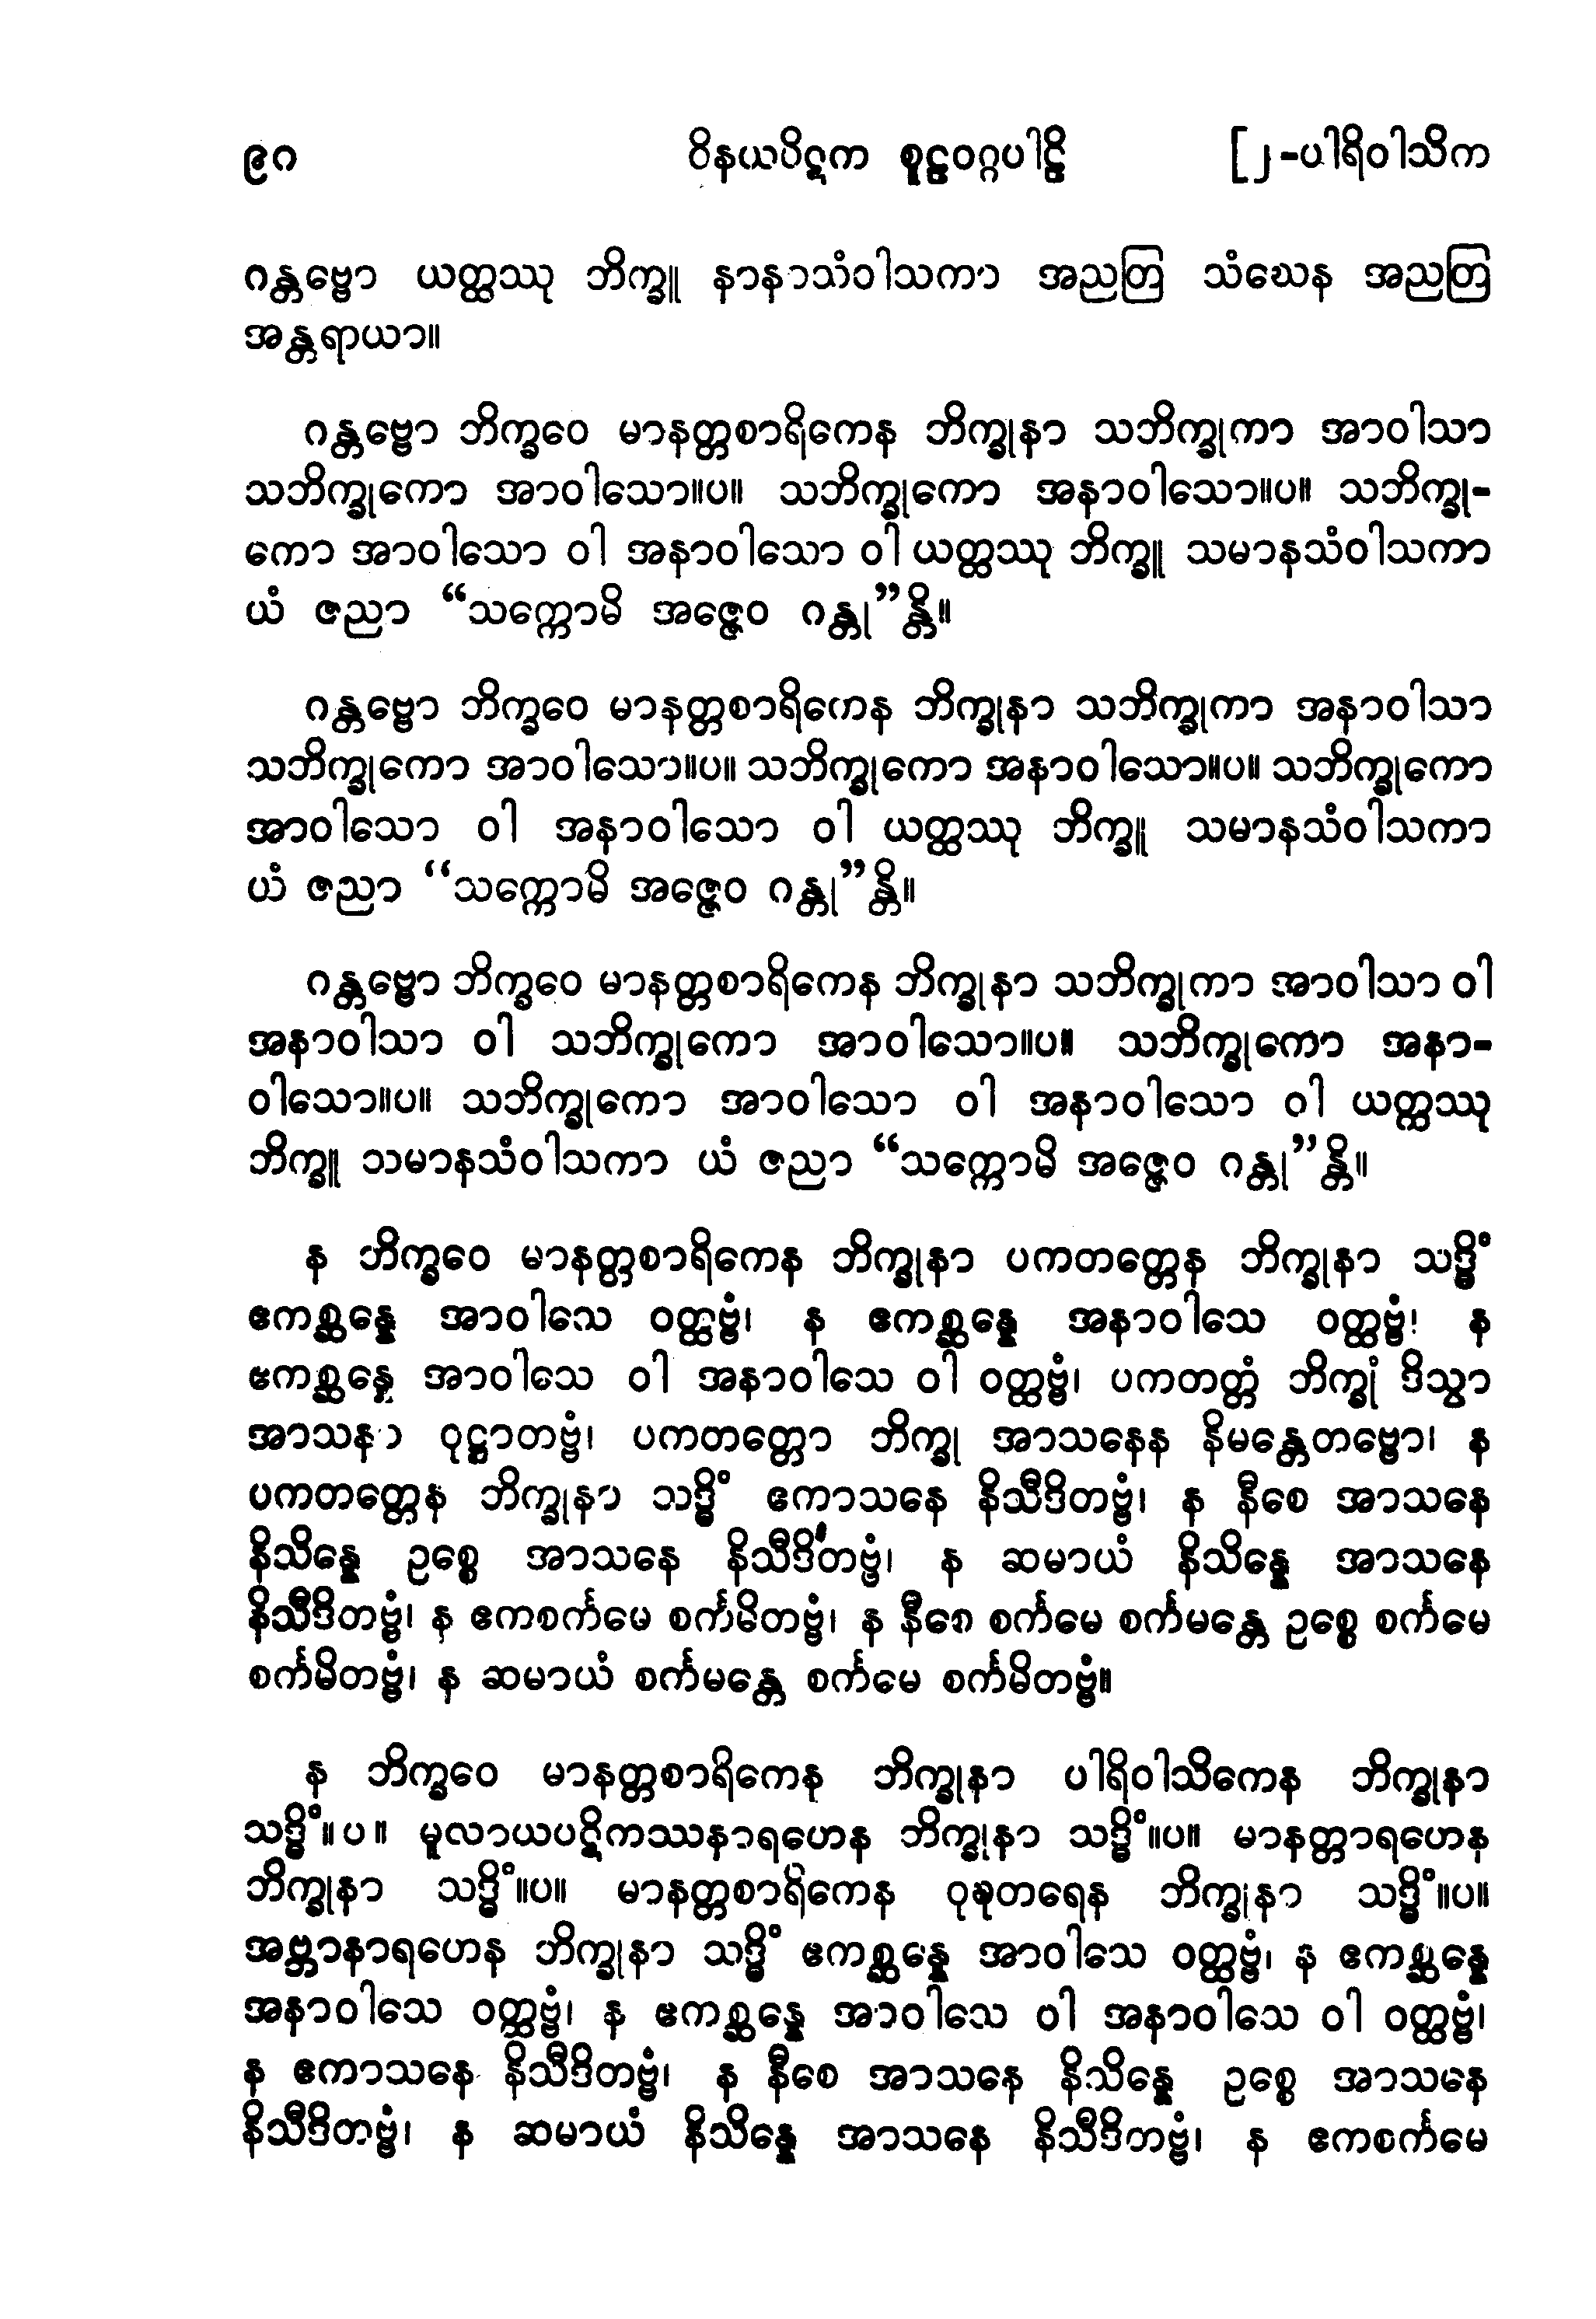 ၉ဂ ဝိနယပိဋက စူဠဝဂ္ဂပါဠိ [၂-ပါရိဝါသိက
ဂန္တဗ္ဗော ယတ္ထဿု ဘိက္ခူ နာနာသံဝါသကာ အညတြ သံဃေန အညတြ
အန္တရာယာ။
ဂန္တဗ္ဗော ဘိက္ခဝေ မာနတ္တစာရိကေန ဘိက္ခုနာ သဘိက္ခုကာ အာဝါသာ
သဘိက္ခုကော အာဝါသော။ပ။ သဘိက္ခုကော အနာဝါသော။ပ။ သဘိက္ခု-
ကော အာဝါသော ဝါ အနာဝါသော ဝါ ယတ္ထဿု ဘိက္ခူ သမာနသံဝါသကာ
ယံ ဇညာ “သက္ကောမိ အဇ္ဇေဝ ဂန္တု”န္တိ။
ဂန္တဗ္ဗော ဘိက္ခဝေ မာနတ္တစာရိကေန ဘိက္ခုနာ သဘိက္ခုကာ အနာဝါသာ
သဘိက္ခုကော အာဝါသော။ပ။ သဘိက္ခုကော အနာဝါသော။ပ။ သဘိက္ခုကော
အာဝါသော ဝါ အနာဝါသော ဝါ ယတ္ထဿု ဘိက္ခူ သမာနသံဝါသကာ
ယံ ဇညာ “သက္ကောမိ အဇ္ဇေဝ ဂန္တု”န္တိ။
ဂန္တဗ္ဗော ဘိက္ခဝေ မာနတ္တစာရိကေန ဘိက္ခုနာ သဘိက္ခုကာ အာဝါသာ ဝါ
အနာဝါသာ ဝါ သဘိက္ခုကော အာဝါသော။ပ။ သဘိက္ခုကော အနာ-
ဝါသော။ပ။ သဘိက္ခုကော အာဝါသော ဝါ အနာဝါသော ဝါ ယတ္ထဿု
ဘိက္ခူ သမာနသံဝါသကာ ယံ ဇညာ “သက္ကောမိ အဇ္ဇေဝ ဂန္တု”န္တိ။
န ဘိက္ခဝေ မာနတ္တစာရိကေန ဘိက္ခုနာ ပကတတ္တေန ဘိက္ခုနာ သဒ္ဓိံ
ဧကစ္ဆန္နေ အာဝါသေ ဝတ္ထဗ္ဗံ၊ န ဧကစ္ဆန္နေ အနာဝါသေ ဝတ္ထဗ္ဗံ၊ န
ဧကစ္ဆန္နေ အာဝါသေ ဝါ အနာဝါသေ ဝါ ဝတ္ထဗ္ဗံ၊ ပကတတ္တံ ဘိက္ခုံ ဒိသွာ
အာသနာ ဝုဋ္ဌာတဗ္ဗံ၊ ပကတတ္တော ဘိက္ခု အာသနေန နိမန္တေတဗ္ဗော၊ န
ပကတတ္တေန ဘိက္ခုနာ သဒ္ဓိံ ဧကာသနေ နိသီဒိတဗ္ဗံ၊ န နီစေ အာသနေ
နိသိန္နေ ဥစ္စေ အာသနေ နိသီဒိတဗ္ဗံ၊ န ဆမာယံ နိသိန္နေ အာသနေ
နိသီဒိတဗ္ဗံ၊ န ဧကစင်္ကမေ စင်္ကမိတဗ္ဗံ၊ န နီစေ စင်္ကမေ စင်္ကမန္တေ ဥစ္စေ စင်္ကမေ
စင်္ကမိတဗ္ဗံ၊ န ဆမာယံ စင်္ကမန္တေ စင်္ကမေ စင်္ကမိတဗ္ဗံ။
န ဘိက္ခဝေ မာနတ္တစာရိကေန ဘိက္ခုနာ ပါရိဝါသိကေန ဘိက္ခုနာ
သဒ္ဓိံ။ပ။ မူလာယပဋိကဿနာရဟေန ဘိက္ခုနာ သဒ္ဓိံ။ပ။ မာနတ္တာရဟေန
ဘိက္ခုနာ သဒ္ဓိံ။ပ။ မာနတ္တစာရိကေန ဝုဍ္ဎတရေန ဘိက္ခုနာ သဒ္ဓိံ။ပ။
အဗ္ဘာနာရဟေန ဘိက္ခုနာ သဒ္ဓိံ ဧကစ္ဆန္နေ အာဝါသေ ဝတ္ထဗ္ဗံ၊ န ဧကစ္ဆန္နေ
အနာဝါသေ ဝတ္ထဗ္ဗံ၊ န ဧကစ္ဆန္နေ အာဝါသေ ဝါ အနာဝါသေ ဝါ ဝတ္ထဗ္ဗံ၊
န ဧကာသနေ နိသီဒိတဗ္ဗံ၊ န နီစေ အာသနေ နိသိန္နေ ဥစ္စေ အာသနေ
နိသီဒိတဗ္ဗံ၊ န ဆမာယံ နိသိန္နေ အာသနေ နိသီဒိတဗ္ဗံ၊ န ဧကစင်္ကမေ